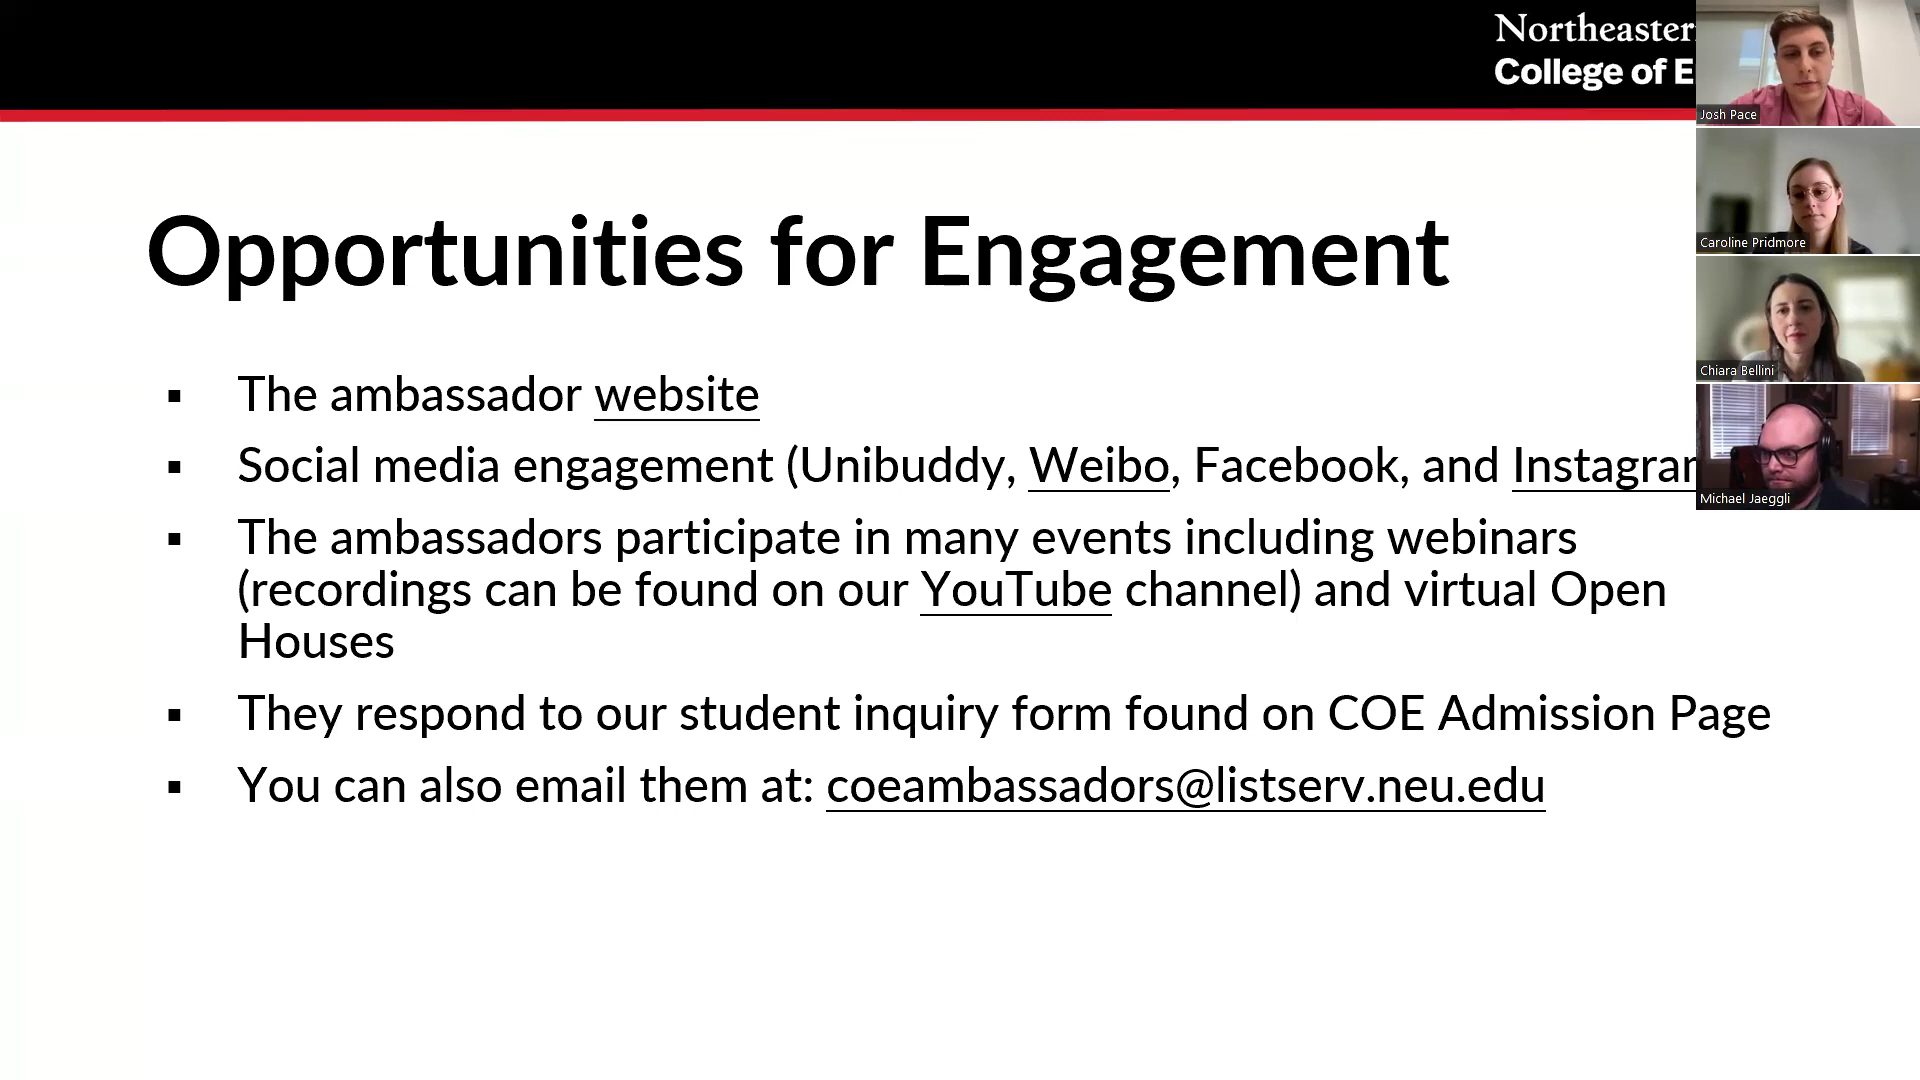 Northeaster
College of E
Opportunities for Engagement
▪ The ambassador website
▪ Social media engagement (Unibuddy, Weibo, Facebook, and Instagram
▪ The ambassadors participate in many events including webinars
(recordings can be found on our YouTube channel) and virtual Open
Houses
▪ They respond to our student inquiry form found on COE Admission Page
▪ You can also email them at: coeambassadors@listserv.neu.edu
Josh Pace
Caroline Pridmore
Chiara Bellini
Michael Jaeggli